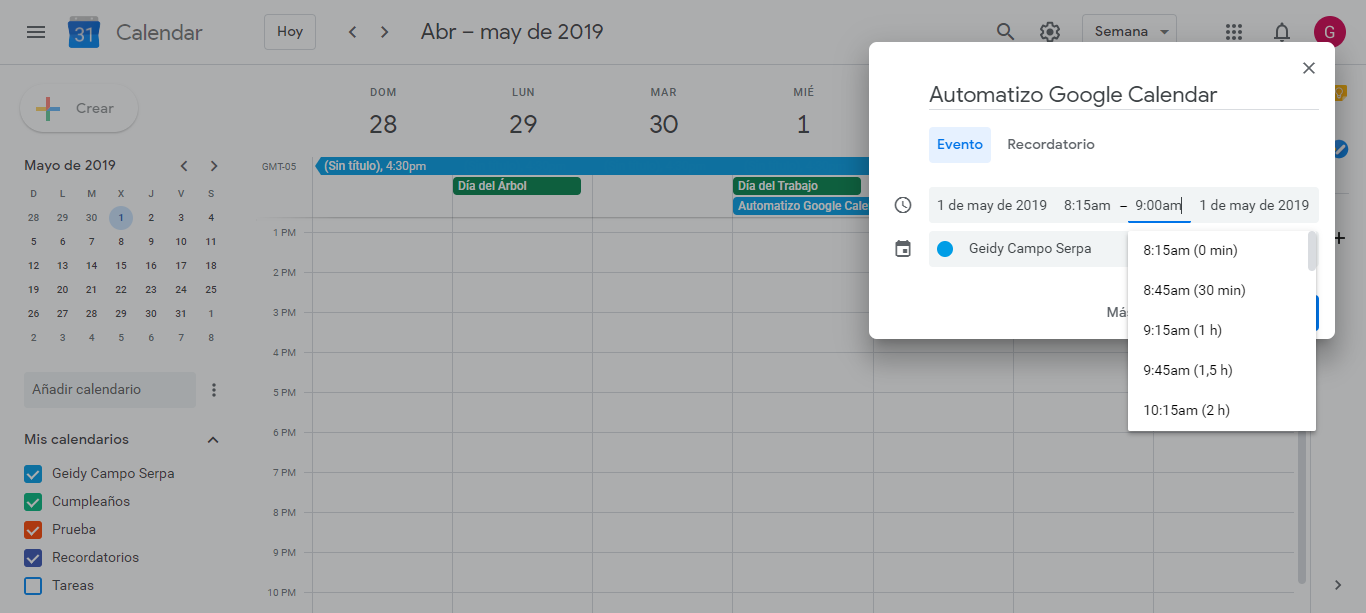 31 Calendar Hoy Abr – may de 2019 Semana G
Crear
DOM LUN MAR MIÉ
28 29 30 1
Automatizo Google Calendar
Evento Recordatorio
Mayo de 2019
GMT-05 (Sin título), 4:30pm
Día del Árbol Día del Trabajo
Automatizo Google Cale
D L M X J V S
28 29 30 1 2 3 4
5 6 7 8 9 10 11
12 13 14 15 16 17 18
19 20 21 22 23 24 25
26 27 28 29 30 31 1
2 3 4 5 6 7 8
1 de may de 2019 8:15am – 9:00am 1 de may de 2019
Geidy Campo Serpa
Más
8:15am (0 min)
8:45am (30 min)
9:15am (1 h)
9:45am (1,5 h)
10:15am (2 h)
1 PM
2 PM
3 PM
4 PM
5 PM
6 PM
7 PM
8 PM
9 PM
10 PM
Añadir calendario
Mis calendarios
Geidy Campo Serpa
Cumpleaños
Prueba
Recordatorios
Tareas